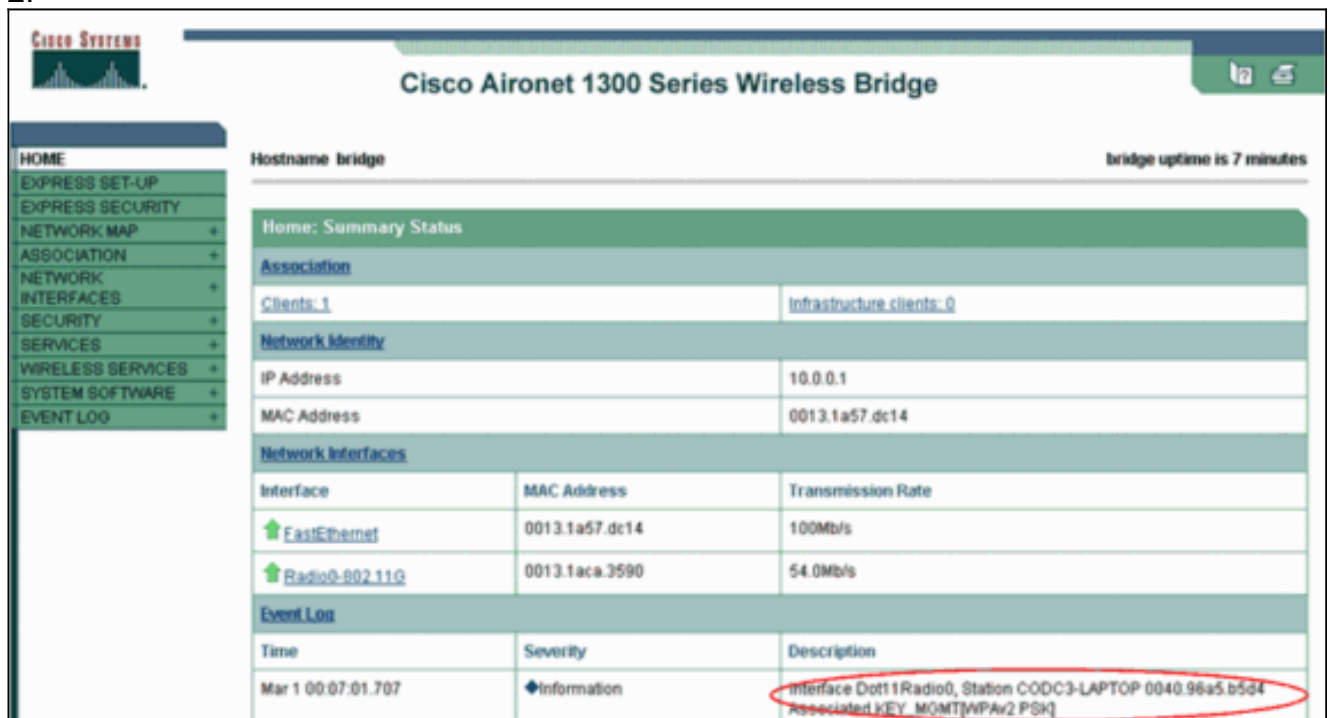 2.
CISCO SYSTEMS
Cisco Aironet 1300 Series Wireless Bridge
HOME
EXPRESS SET-UP
EXPRESS SECURITY
NETWORK MAP +
ASSOCIATION +
NETWORK
INTERFACES +
SECURITY +
SERVICES +
WIRELESS SERVICES +
SYSTEM SOFTWARE +
EVENT LOG +
Hostname bridge bridge uptime is 7 minutes
Home: Summary Status
Association
Clients: 1 Infrastructure clients: 0
Network Identity
IP Address 10.0.0.1
MAC Address 0013.1a57.dc14
Network Interfaces
Interface MAC Address Transmission Rate
FastEthernet 0013.1a57.dc14 100Mb/s
Radio0-802.11G 0013.1aca.3590 54.0Mb/s
Event Log
Time Severity Description
Mar 1 00:07:01.707 Information Interface Dot11Radio0, Station CODC3-LAPTOP 0040.96a5.b5d4
Associated KEY_MGMT[WPAv2 PSK]